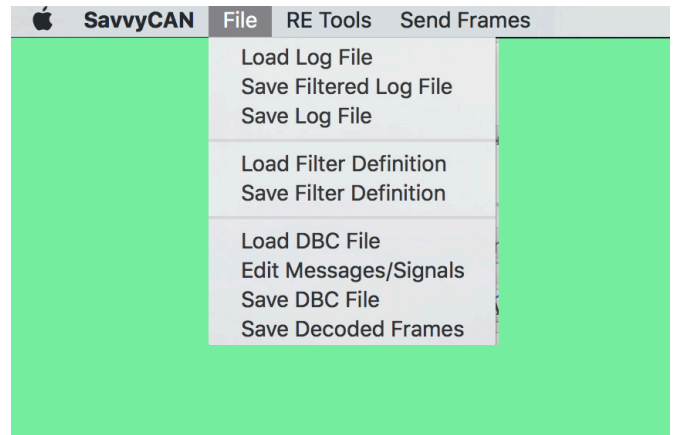 SavvyCAN File RE Tools Send Frames
Load Log File
Save Filtered Log File
Save Log File
Load Filter Definition
Save Filter Definition
Load DBC File
Edit Messages/Signals
Save DBC File
Save Decoded Frames